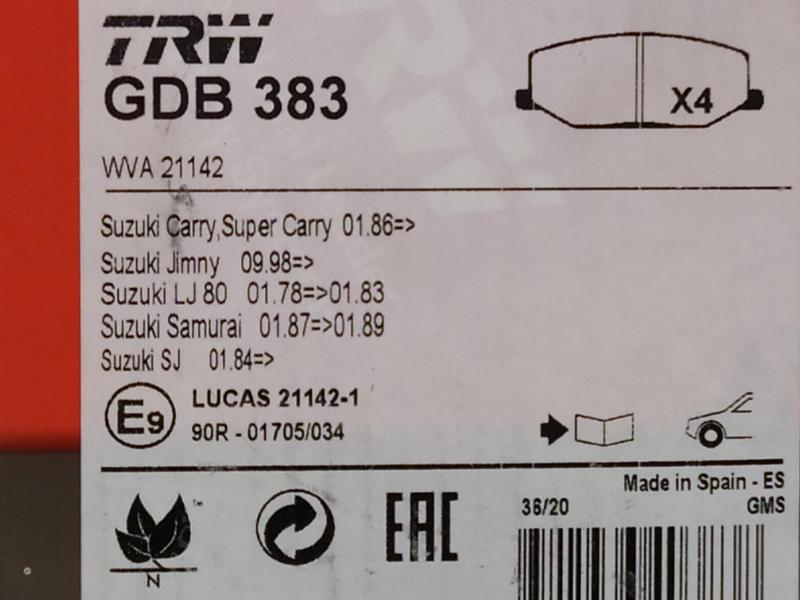 TRW
GDB 383
X4
WVA 21142
Suzuki Carry,Super Carry 01.86=>
Suzuki Jimny 09.98=>
Suzuki LJ 80 01.78=>01.83
Suzuki Samurai 01.87=>01.89
Suzuki SJ 01.84=>
E9
LUCAS 21142-1
90R - 01705/034
Made in Spain - ES
36/20 GMS
™
N
EAC